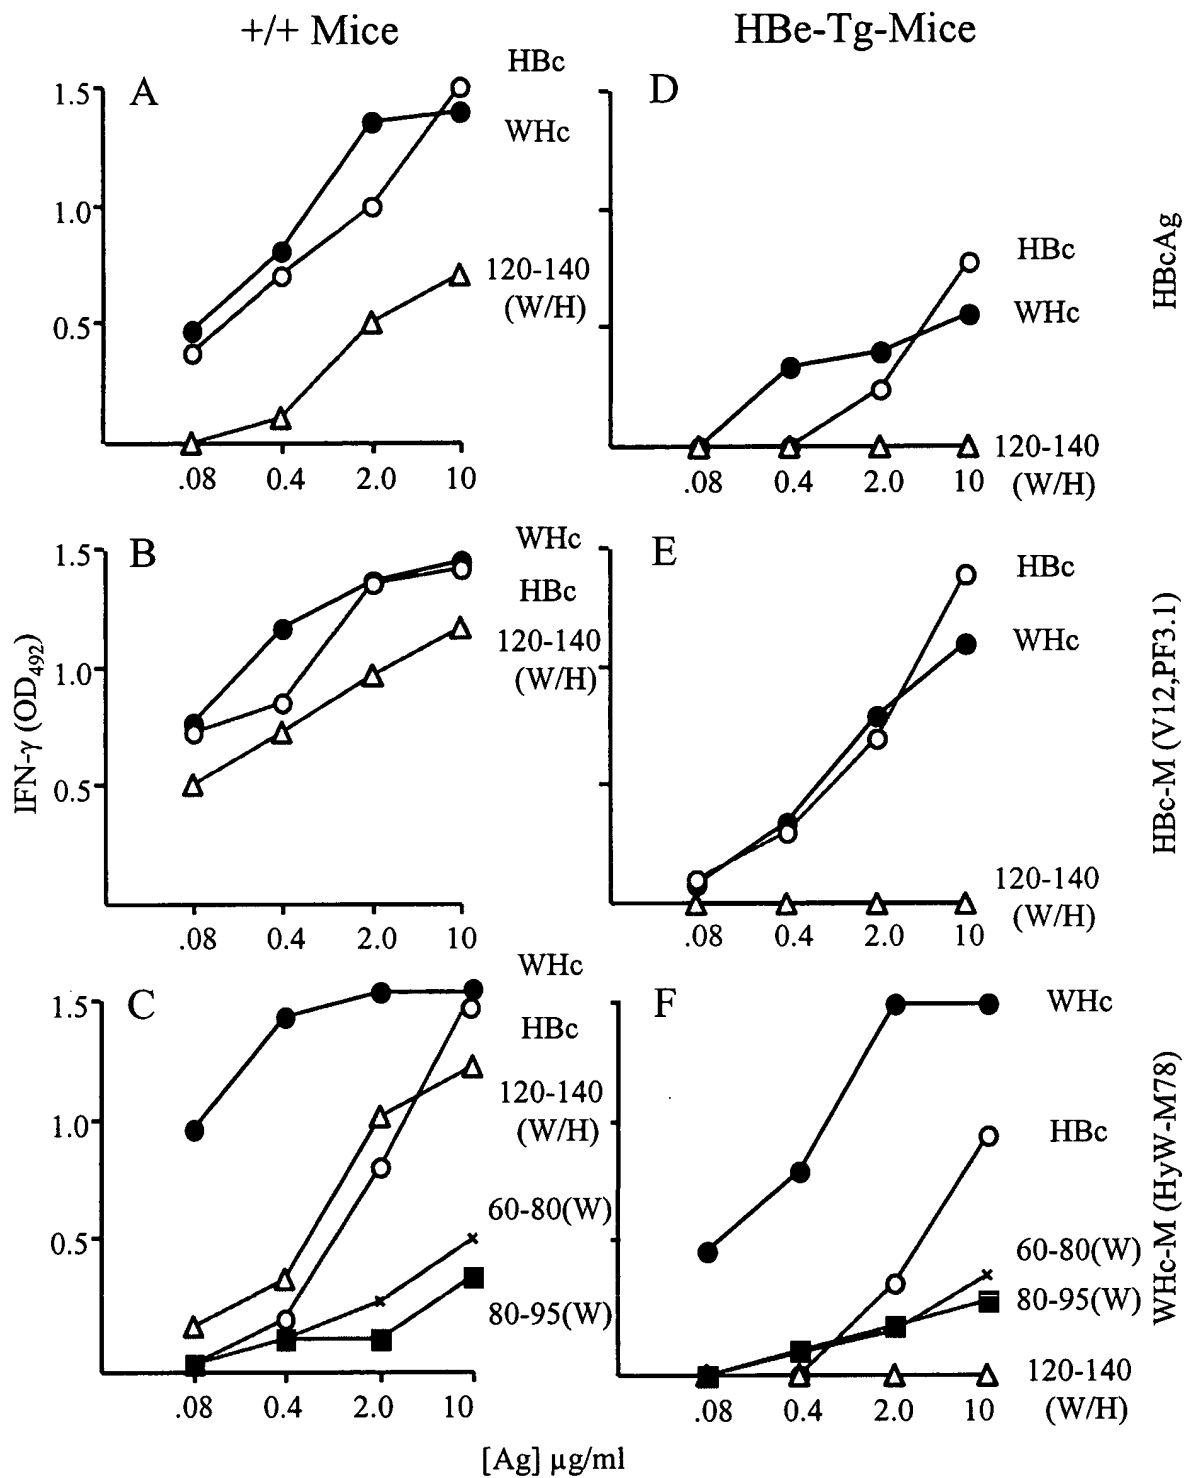 +/+ Mice
HBe-Tg-Mice
A
1.5
1.0
0.5
HBc
WHc
120-140
(W/H)
.08 0.4 2.0 10
D
HBc
WHc
120-140
(W/H)
.08 0.4 2.0 10
HBcAg
B
1.5
1.0
0.5
WHc
HBc
120-140
(W/H)
.08 0.4 2.0 10
IFN-γ (OD492)
E
HBc
WHc
120-140
(W/H)
.08 0.4 2.0 10
HBc-M (V12,PF3.1)
C
1.5
1.0
0.5
WHc
HBc
120-140
(W/H)
60-80(W)
80-95(W)
.08 0.4 2.0 10
F
WHc
HBc
60-80(W)
80-95(W)
120-140
(W/H)
.08 0.4 2.0 10
WHc-M (HyW-M78)
[Ag] µg/ml